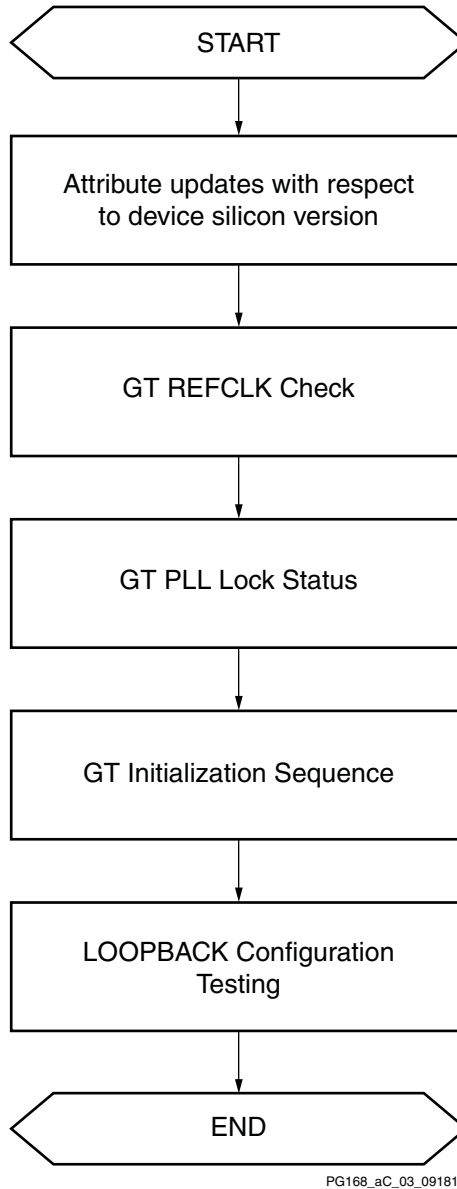 START
Attribute updates with respect
to device silicon version
GT REFCLK Check
GT PLL Lock Status
GT Initialization Sequence
LOOPBACK Configuration
Testing
END
PG168_aC_03_09181